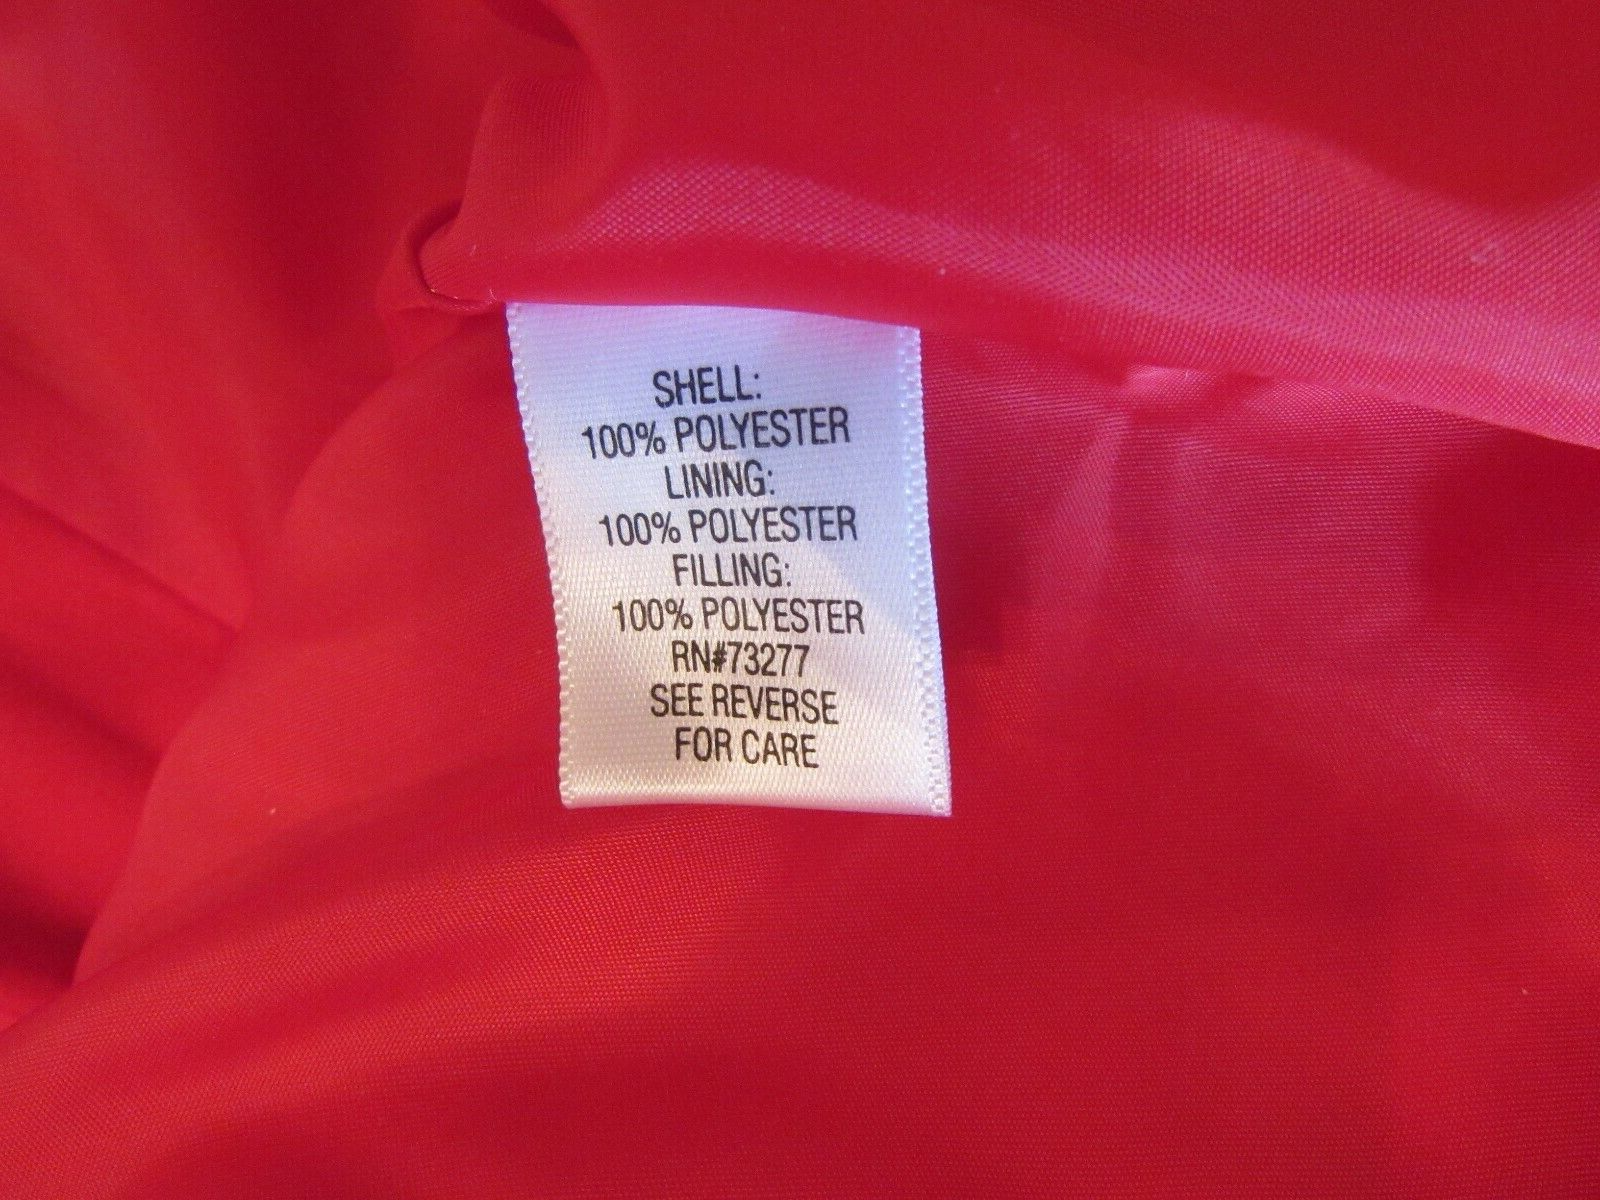 SHELL:
100% POLYESTER
LINING:
100% POLYESTER
FILLING:
100% POLYESTER
RN#73277
SEE REVERSE
FOR CARE